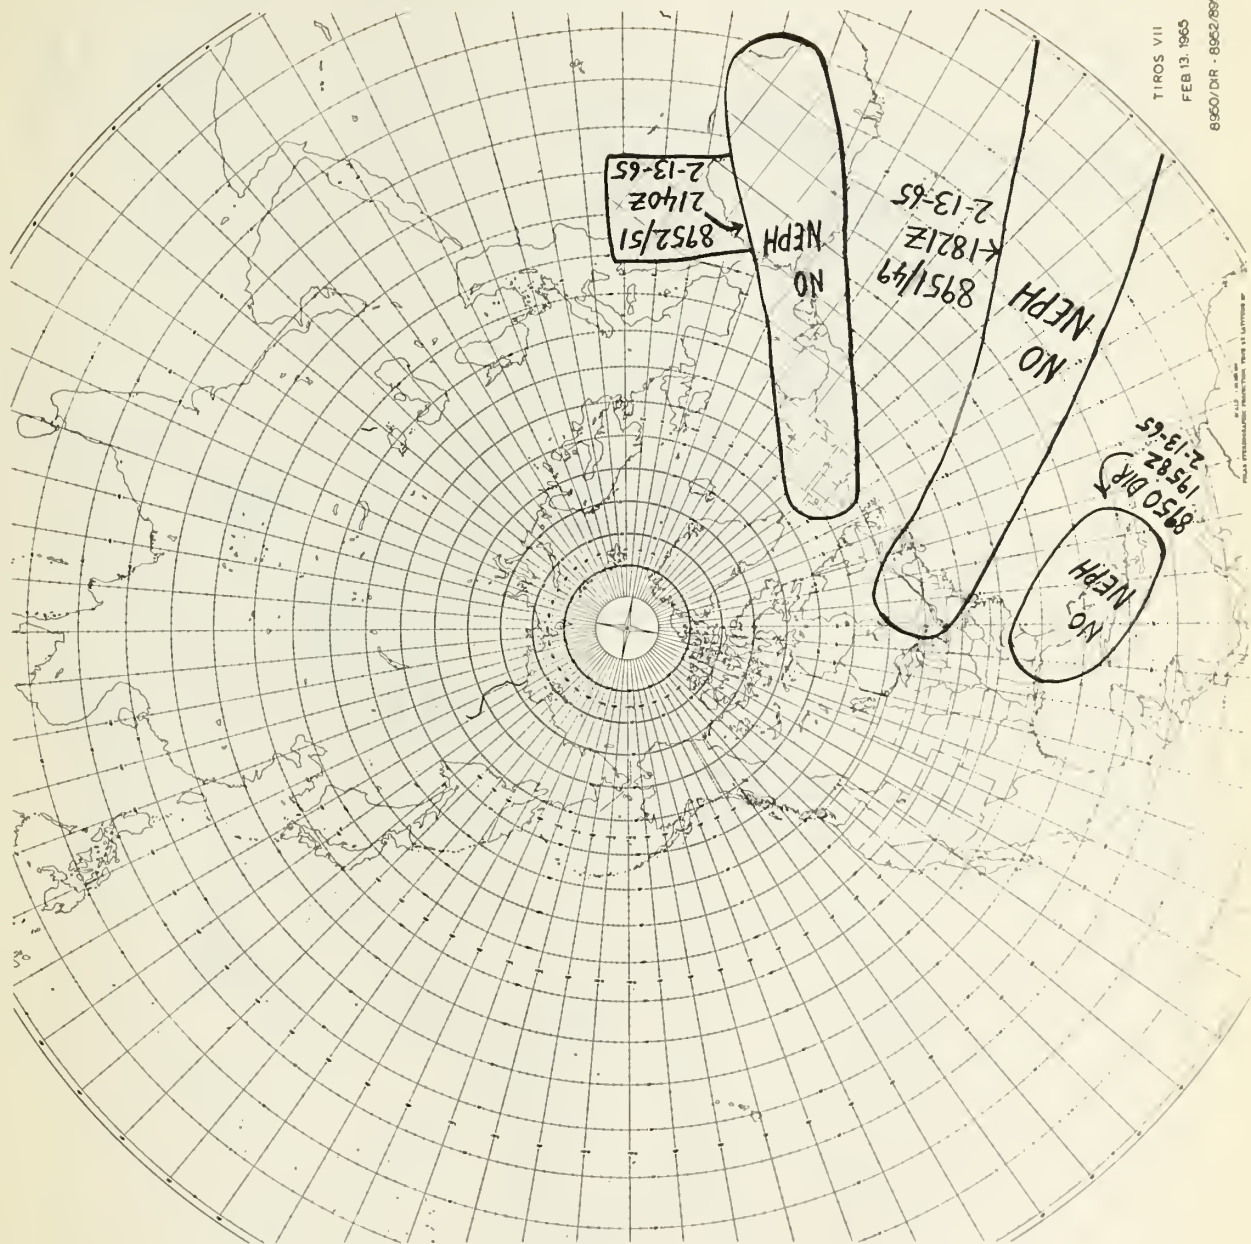 TIROS VII
FEB 13, 1965
8950/DIR - 8952/89
8952/51
2140Z
2-13-65
NO
NEPH
8951/49
←1821Z
2-13-65
NO
NEPH
8950 DIR
1958Z
2-13-65
NO
NEPH